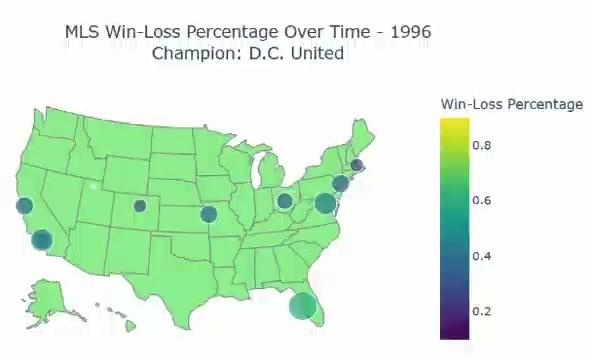 MLS Win-Loss Percentage Over Time - 1996
Champion: D.C. United
Win-Loss Percentage
0.8
0.6
0.4
0.2